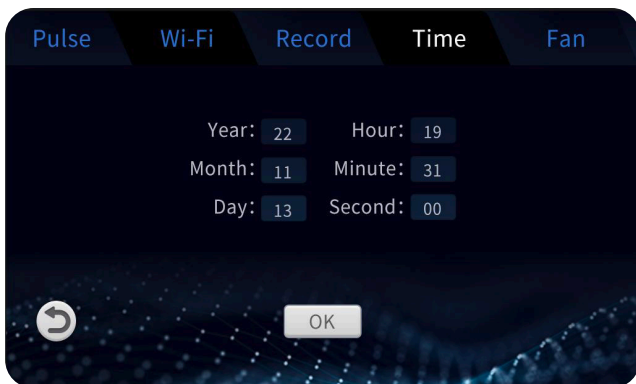 Pulse Wi-Fi Record Time Fan
Year: 22 Hour: 19
Month: 11 Minute: 31
Day: 13 Second: 00
OK